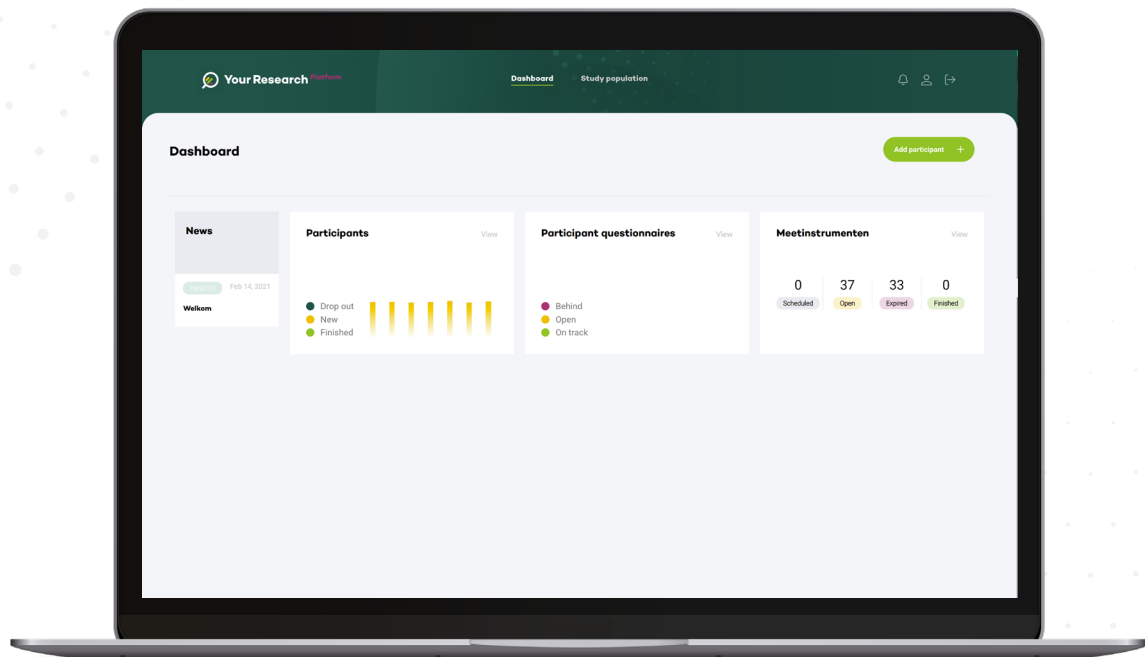 Your Research Platform
Dashboard
Study population
Dashboard
Add participant
News
Feb 14, 2021
Welkom
Participants
View
Drop out
New
Finished
Participant questionnaires
View
Behind
Open
On track
Meetinstrumenten
View
0 37 33 0
Scheduled Open Expired Finished